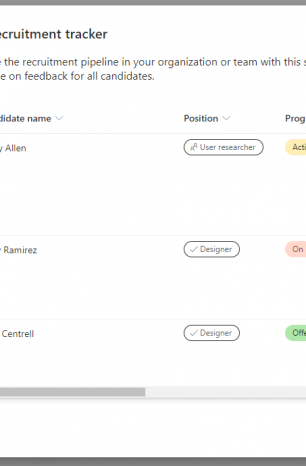 ecruitment tracker
e the recruitment pipeline in your organization or team with this s
e on feedback for all candidates.
didate name Position Prog
y Allen User researcher Acti
Ramirez Designer On
Centrell Designer Offe